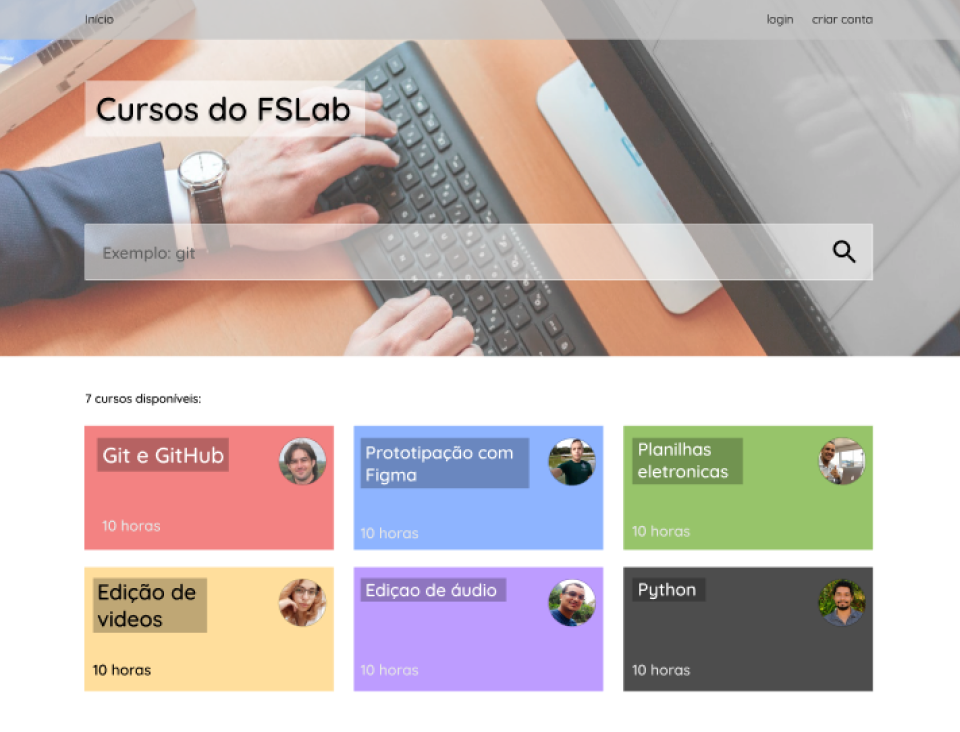 Inicio
login criar conta
Cursos do FSLab
Exemplo: git
7 cursos disponíveis:
Git e GitHub
10 horas
Prototipação com
Figma
10 horas
Planilhas
eletronicas
10 horas
Edição de
videos
10 horas
Ediçao de áudio
10 horas
Python
10 horas